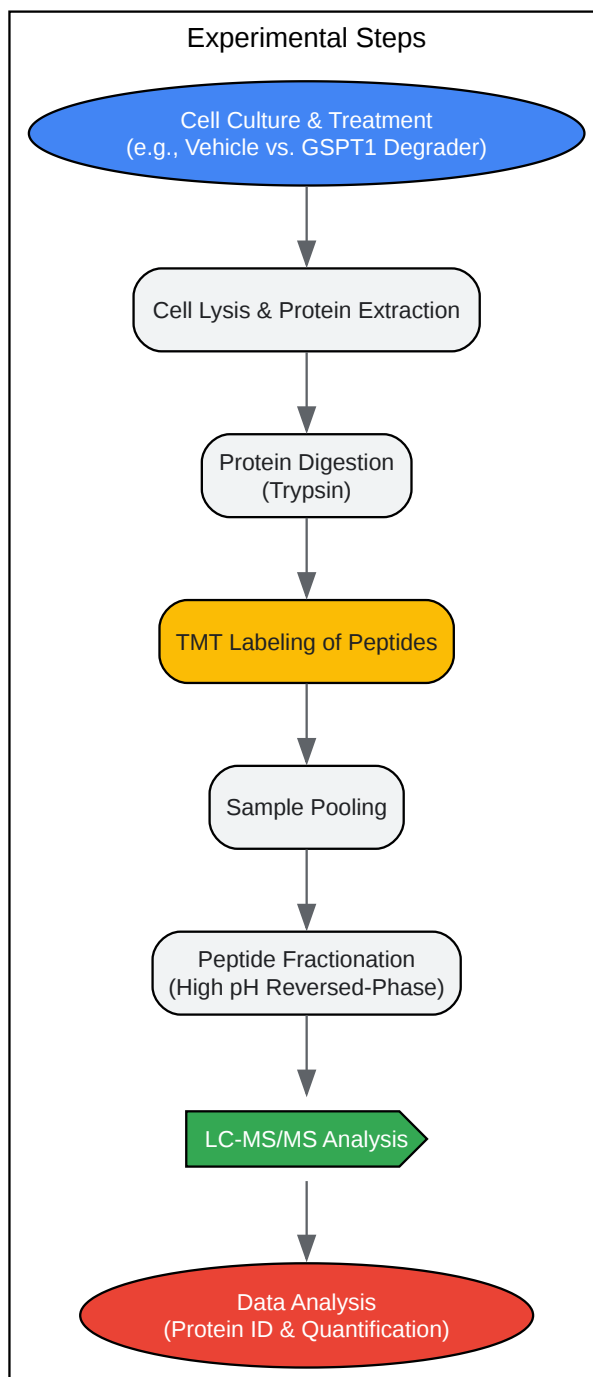 Experimental Steps
Cell Culture & Treatment
(e.g., Vehicle vs. GSPT1 Degrader)
Cell Lysis & Protein Extraction
Protein Digestion
(Trypsin)
TMT Labeling of Peptides
Sample Pooling
Peptide Fractionation
(High pH Reversed-Phase)
LC-MS/MS Analysis
Data Analysis
(Protein ID & Quantification)